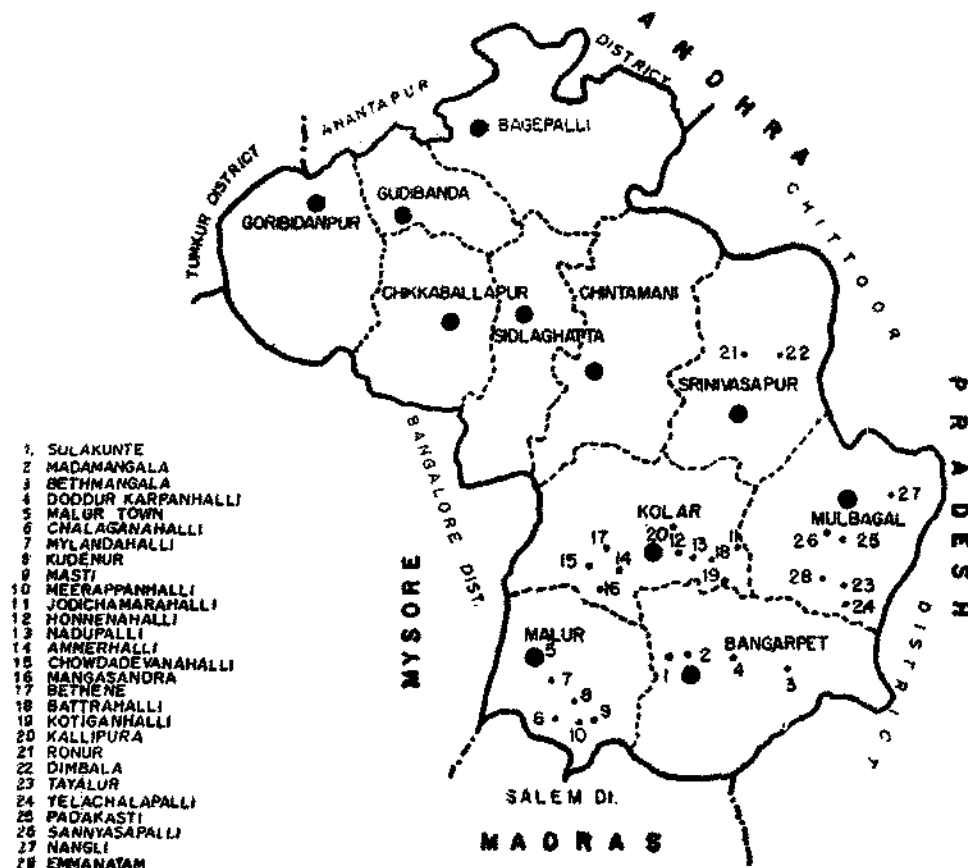 ANDHRA
DISTRICT
ANANTAPUR
BAGEPALLI
TUMKUR DISTRICT
GUDIBANDA
GORIBIDANPUR
CHITTOOR
CHIKKABALLAPUR
CHINTAMANI
SIDLAGHATTA
21 22
SRINIVASAPUR
PRADESH
BANGALORE DIST.
27
KOLAR
MULBAGAL
20 12 13 18 11
17
26 25
15 14
16 19
28 23
24
DISTRICT
MYSORE
MALUR
5
BANGARPET
1 2 4 3
7
8
6 10 9
SALEM DI.
MADRAS
1. SULAKUNTE
2 MADAMANGALA
3 BETHMANGALA
4 DODDUR KARPANHALLI
5 MALUR TOWN
6 CHALAGANAHALLI
7 MYLANDAHALLI
8 KUDENUR
9 MASTI
10 MEERAPPANHALLI
11 JODICHAMARAHALLI
12 HONNENAHALLI
13 NADUPALLI
14 AMMERHALLI
15 CHOWDADEVANAHALLI
16 MANGASANDRA
17 BETHENE
18 BATTRAHALLI
19 KOTIGANHALLI
20 KALLIPURA
21 RONUR
22 DIMBALA
23 TAYALUR
24 YELACHALAPALLI
25 PADAKASTI
26 SANNYASAPALLI
27 NANGLI
28 EMMANATAM